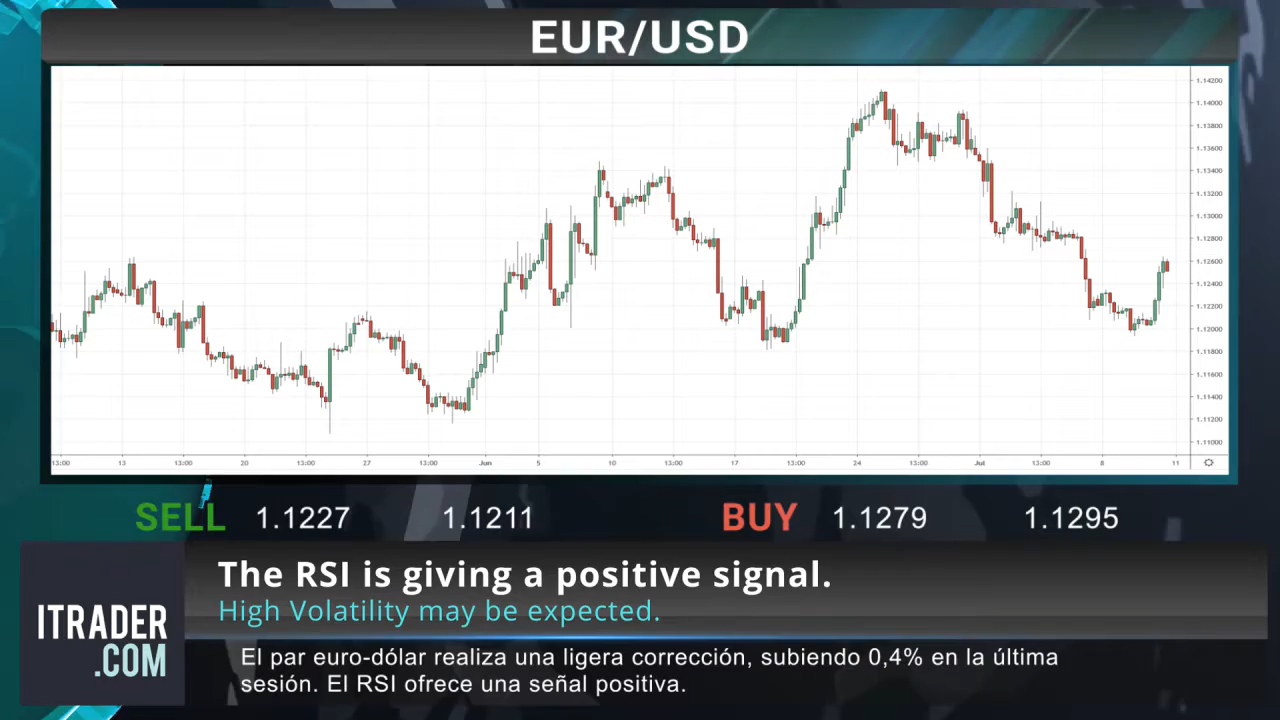 EUR/USD
1.14200
1.14000
1.13800
1.13600
1.13400
1.13200
1.13000
1.12800
1.12600
1.12400
1.12200
1.12000
1.11800
1.11600
1.11400
1.11200
1.11000
13:00 13 13:00 20 13:00 27 13:00 Jun 5 10 13:00 17 13:00 24 13:00 Jul 13:00 8 11
SELL 1.1227 1.1211 BUY 1.1279 1.1295
The RSI is giving a positive signal.
High Volatility may be expected.
ITRADER
.COM
El par euro-dólar realiza una ligera corrección, subiendo 0,4% en la última
sesión. El RSI ofrece una señal positiva.